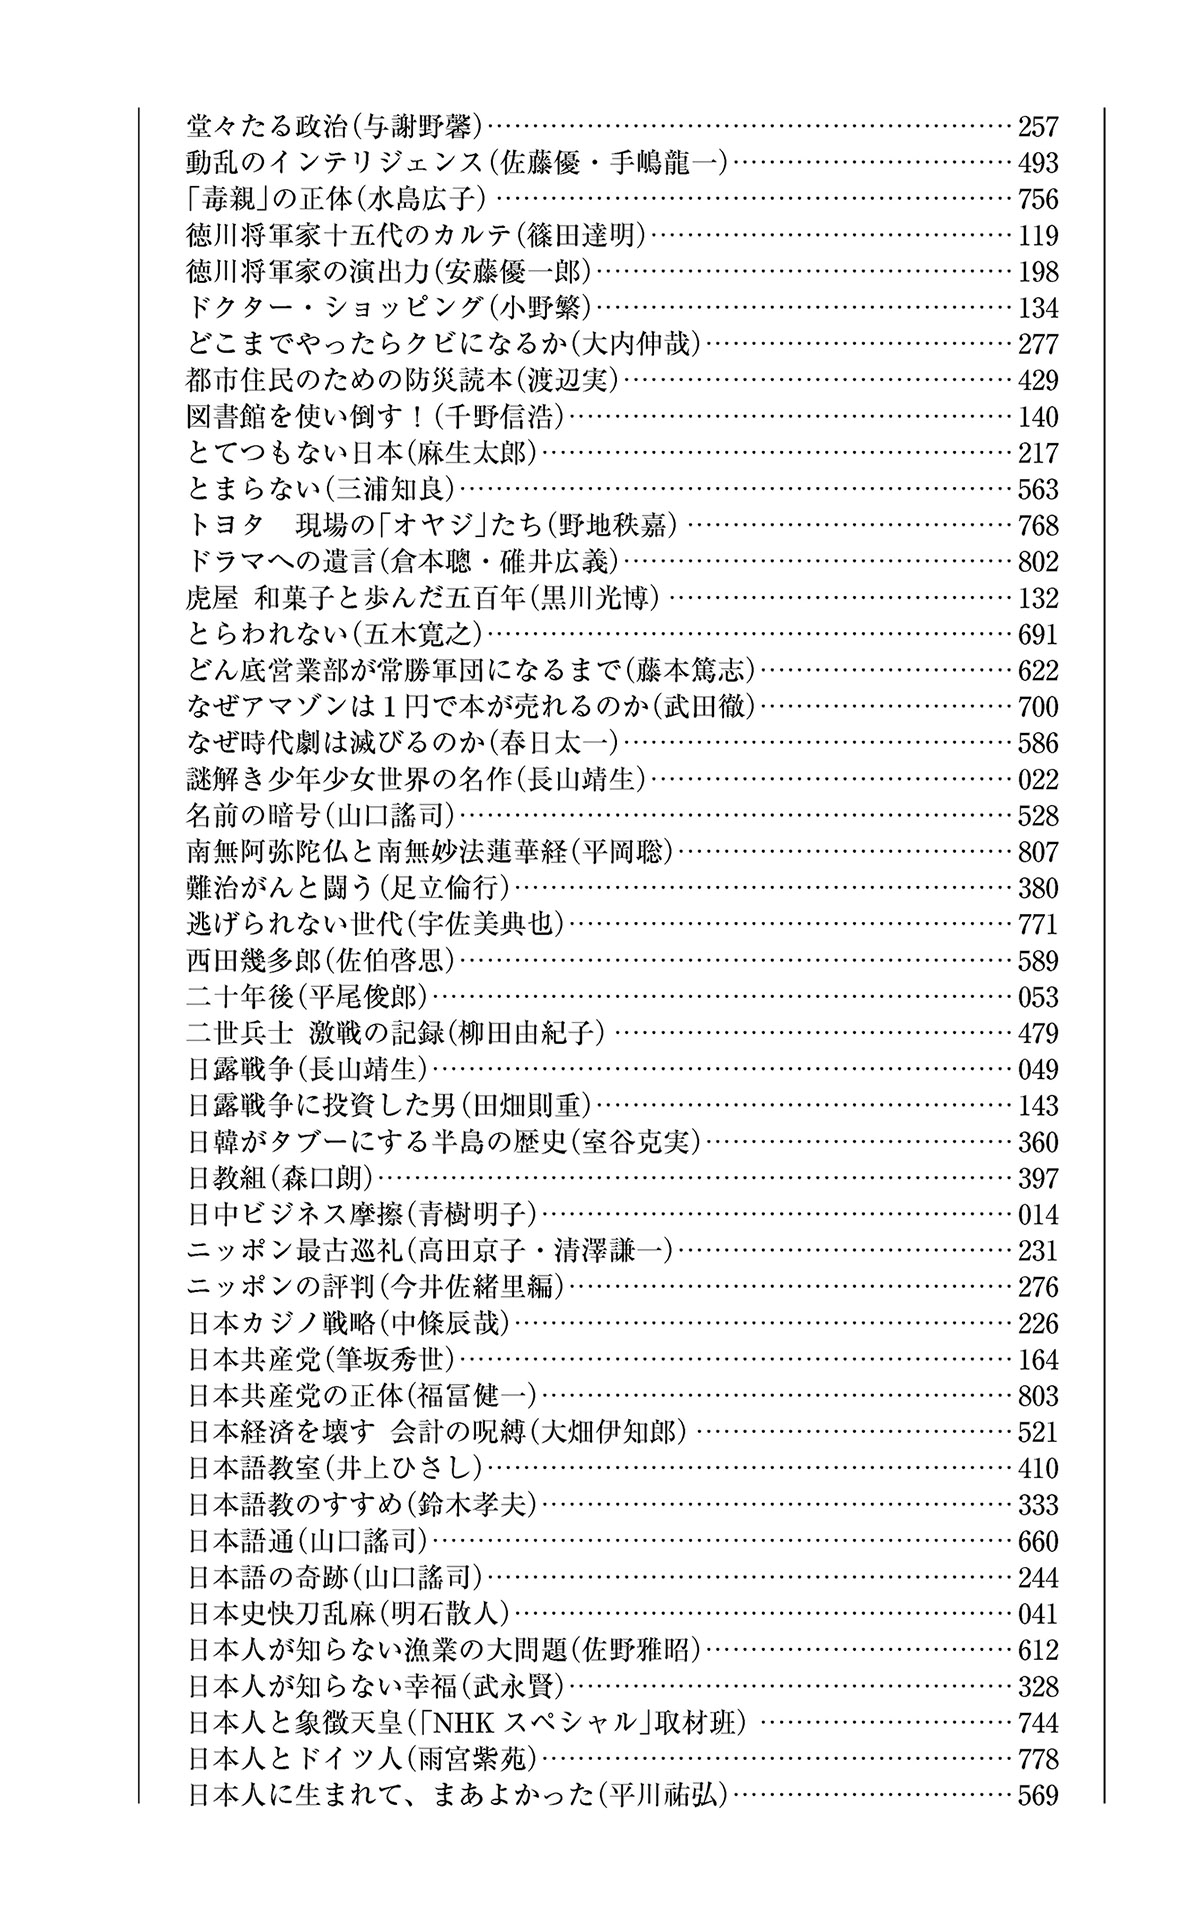 堂々たる政治(与謝野馨)……257
動乱のインテリジェンス(佐藤優・手嶋龍一)……493
「毒親」の正体(水島広子)……756
徳川将軍家十五代のカルテ(篠田達明)……119
徳川将軍家の演出力(安藤優一郎)……198
ドクター・ショッピング(小野繁)……134
どこまでやったらクビになるか(大内伸哉)……277
都市住民のための防災読本(渡辺実)……429
図書館を使い倒す！(千野信浩)……140
とてつもない日本(麻生太郎)……217
とまらない(三浦知良)……563
トヨタ　現場の「オヤジ」たち(野地秩嘉)……768
ドラマへの遺言(倉本聰・碓井広義)……802
虎屋 和菓子と歩んだ五百年(黒川光博)……132
とらわれない(五木寛之)……691
どん底営業部が常勝軍団になるまで(藤本篤志)……622
なぜアマゾンは１円で本が売れるのか(武田徹)……700
なぜ時代劇は滅びるのか(春日太一)……586
謎解き少年少女世界の名作(長山靖生)……022
名前の暗号(山口謠司)……528
南無阿弥陀仏と南無妙法蓮華経(平岡聡)……807
難治がんと闘う(足立倫行)……380
逃げられない世代(宇佐美典也)……771
西田幾多郎(佐伯啓思)……589
二十年後(平尾俊郎)……053
二世兵士 激戦の記録(柳田由紀子)……479
日露戦争(長山靖生)……049
日露戦争に投資した男(田畑則重)……143
日韓がタブーにする半島の歴史(室谷克実)……360
日教組(森口朗)……397
日中ビジネス摩擦(青樹明子)……014
ニッポン最古巡礼(高田京子・清澤謙一)……231
ニッポンの評判(今井佐緒里編)……276
日本カジノ戦略(中條辰哉)……226
日本共産党(筆坂秀世)……164
日本共産党の正体(福冨健一)……803
日本経済を壊す 会計の呪縛(大畑伊知郎)……521
日本語教室(井上ひさし)……410
日本語教のすすめ(鈴木孝夫)……333
日本語通(山口謠司)……660
日本語の奇跡(山口謠司)……244
日本史快刀乱麻(明石散人)……041
日本人が知らない漁業の大問題(佐野雅昭)……612
日本人が知らない幸福(武永賢)……328
日本人と象徴天皇(「NHKスペシャル」取材班)……744
日本人とドイツ人(雨宮紫苑)……778
日本人に生まれて、まあよかった(平川祐弘)……569